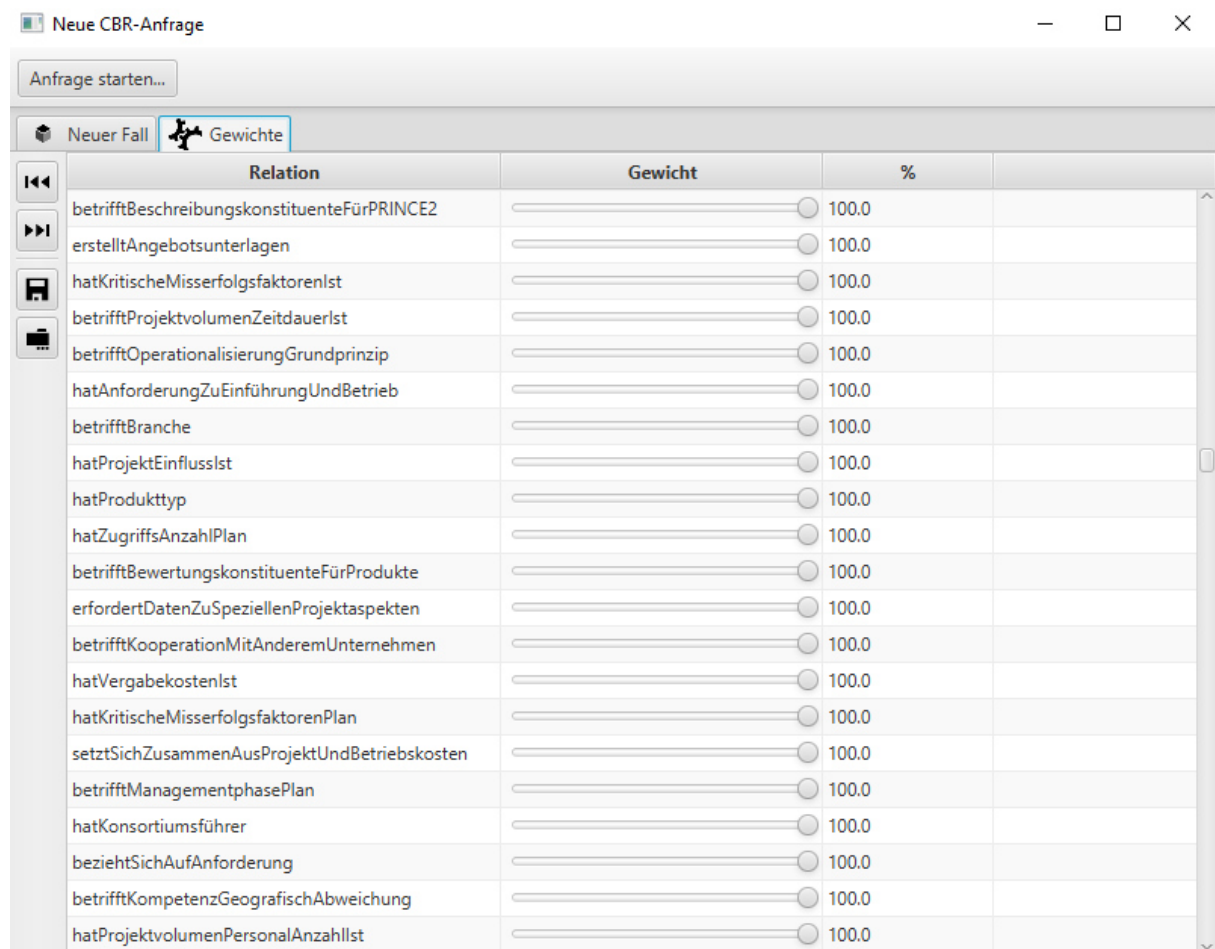 Neue CBR-Anfrage
Anfrage starten...
Neuer Fall Gewichte
Relation Gewicht %
betrifftBeschreibungskonstituenteFürPRINCE2 100.0
erstelltAngebotsunterlagen 100.0
hatKritischeMisserfolgsfaktorenIst 100.0
betrifftProjektvolumenZeitdauerIst 100.0
betrifftOperationalisierungGrundprinzip 100.0
hatAnforderungZuEinführungUndBetrieb 100.0
betrifftBranche 100.0
hatProjektEinflussIst 100.0
hatProdukttyp 100.0
hatZugriffsAnzahlPlan 100.0
betrifftBewertungskonstituenteFürProdukte 100.0
erfordertDatenZuSpeziellenProjektaspekten 100.0
betrifftKooperationMitAnderemUnternehmen 100.0
hatVergabekostenIst 100.0
hatKritischeMisserfolgsfaktorenPlan 100.0
setztSichZusammenAusProjektUndBetriebskosten 100.0
betrifftManagementphasePlan 100.0
hatKonsortiumsführer 100.0
beziehtSichAufAnforderung 100.0
betrifftKompetenzGeografischAbweichung 100.0
hatProjektvolumenPersonalAnzahlIst 100.0